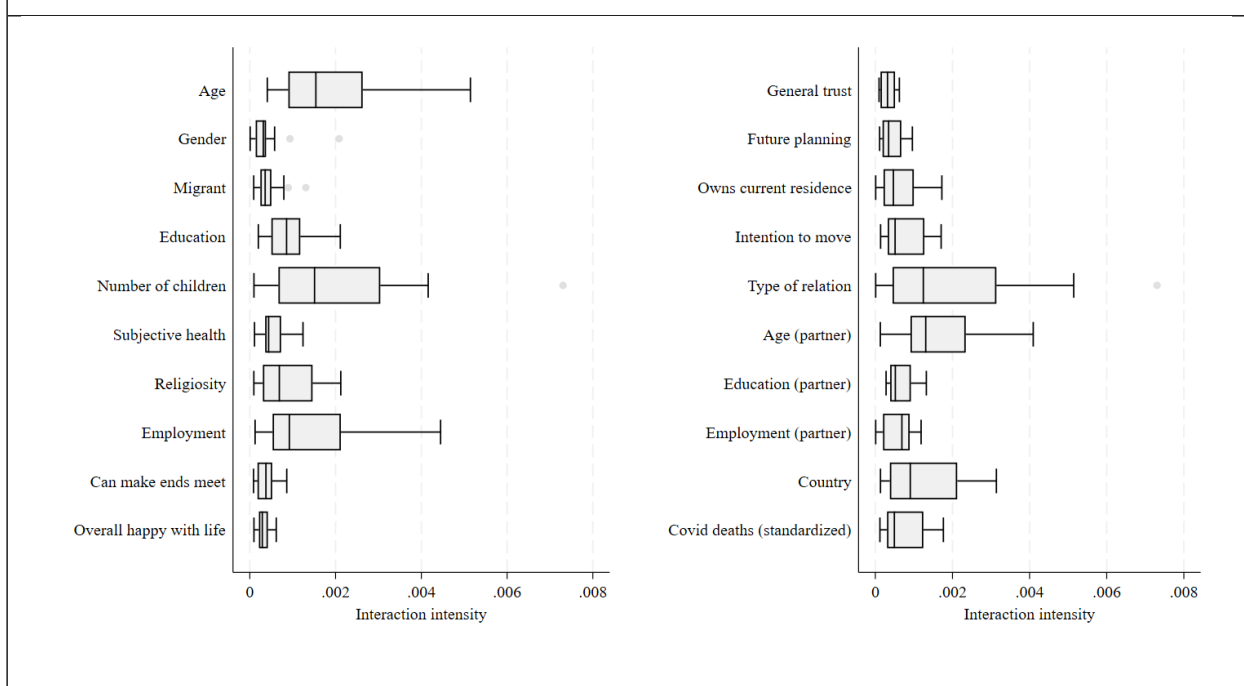 Age
Gender
Migrant
Education
Number of children
Subjective health
Religiosity
Employment
Can make ends meet
Overall happy with life
0 .002 .004 .006 .008
Interaction intensity
General trust
Future planning
Owns current residence
Intention to move
Type of relation
Age (partner)
Education (partner)
Employment (partner)
Country
Covid deaths (standardized)
0 .002 .004 .006 .008
Interaction intensity